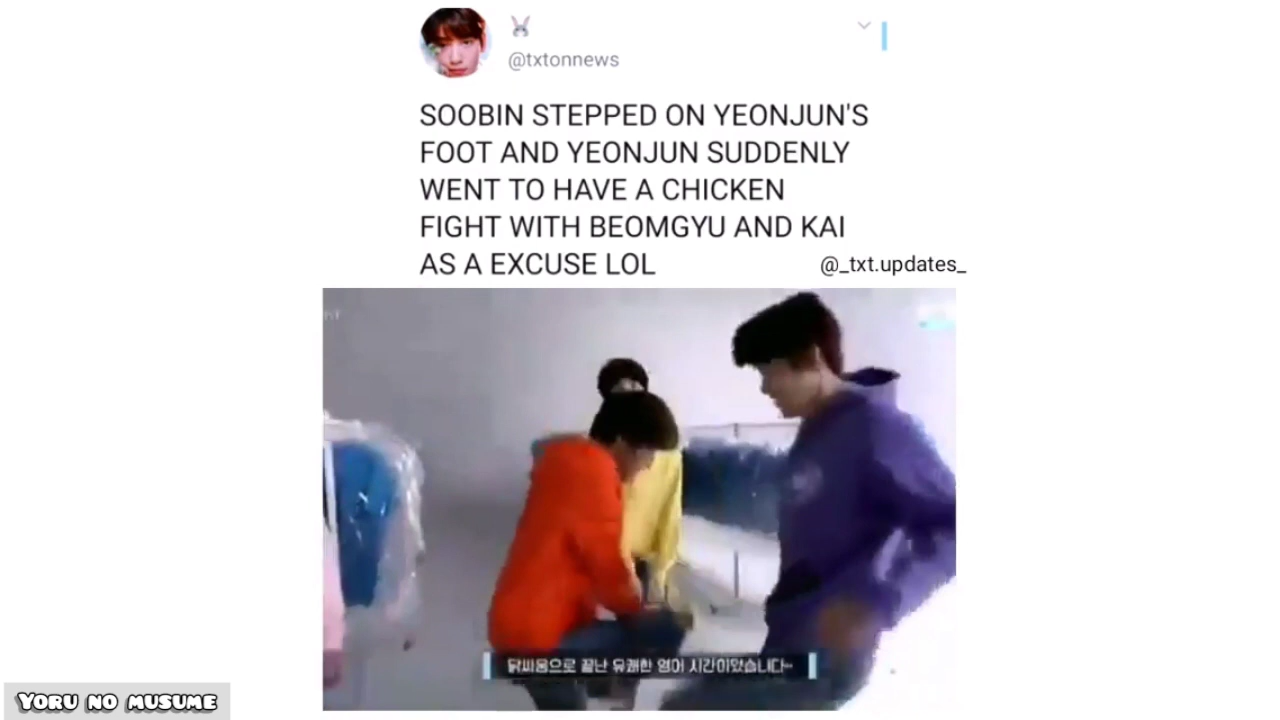 @txtonnews
SOOBIN STEPPED ON YEONJUN'S
FOOT AND YEONJUN SUDDENLY
WENT TO HAVE A CHICKEN
FIGHT WITH BEOMGYU AND KAI
AS A EXCUSE LOL
@_txt.updates_
닭싸움으로 끝난 유쾌한 영어 시간이었습니다~
YORU NO MUSUME